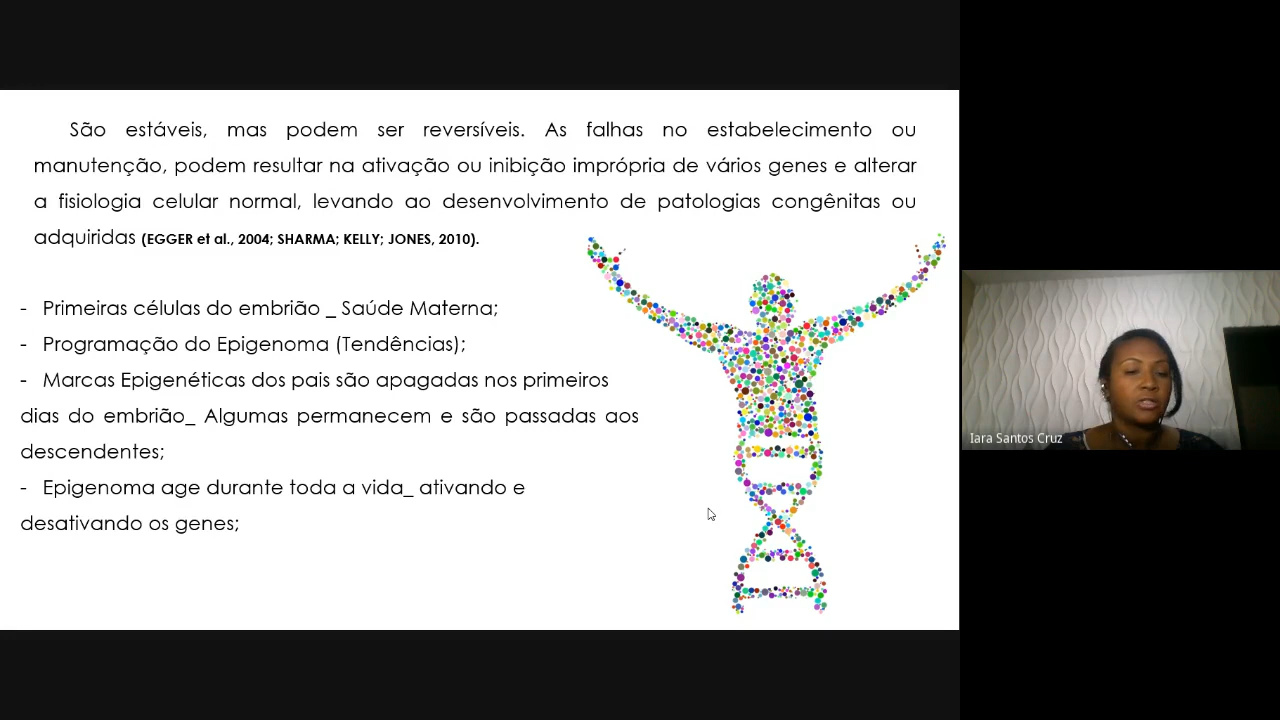 São estáveis, mas podem ser reversíveis. As falhas no estabelecimento ou
manutenção, podem resultar na ativação ou inibição imprópria de vários genes e alterar
a fisiologia celular normal, levando ao desenvolvimento de patologias congênitas ou
adquiridas (EGGER et al., 2004; SHARMA; KELLY; JONES, 2010).
- Primeiras células do embrião _ Saúde Materna;
- Programação do Epigenoma (Tendências);
- Marcas Epigenéticas dos pais são apagadas nos primeiros
dias do embrião_ Algumas permanecem e são passadas aos
descendentes;
- Epigenoma age durante toda a vida_ ativando e
desativando os genes;
Iara Santos Cruz